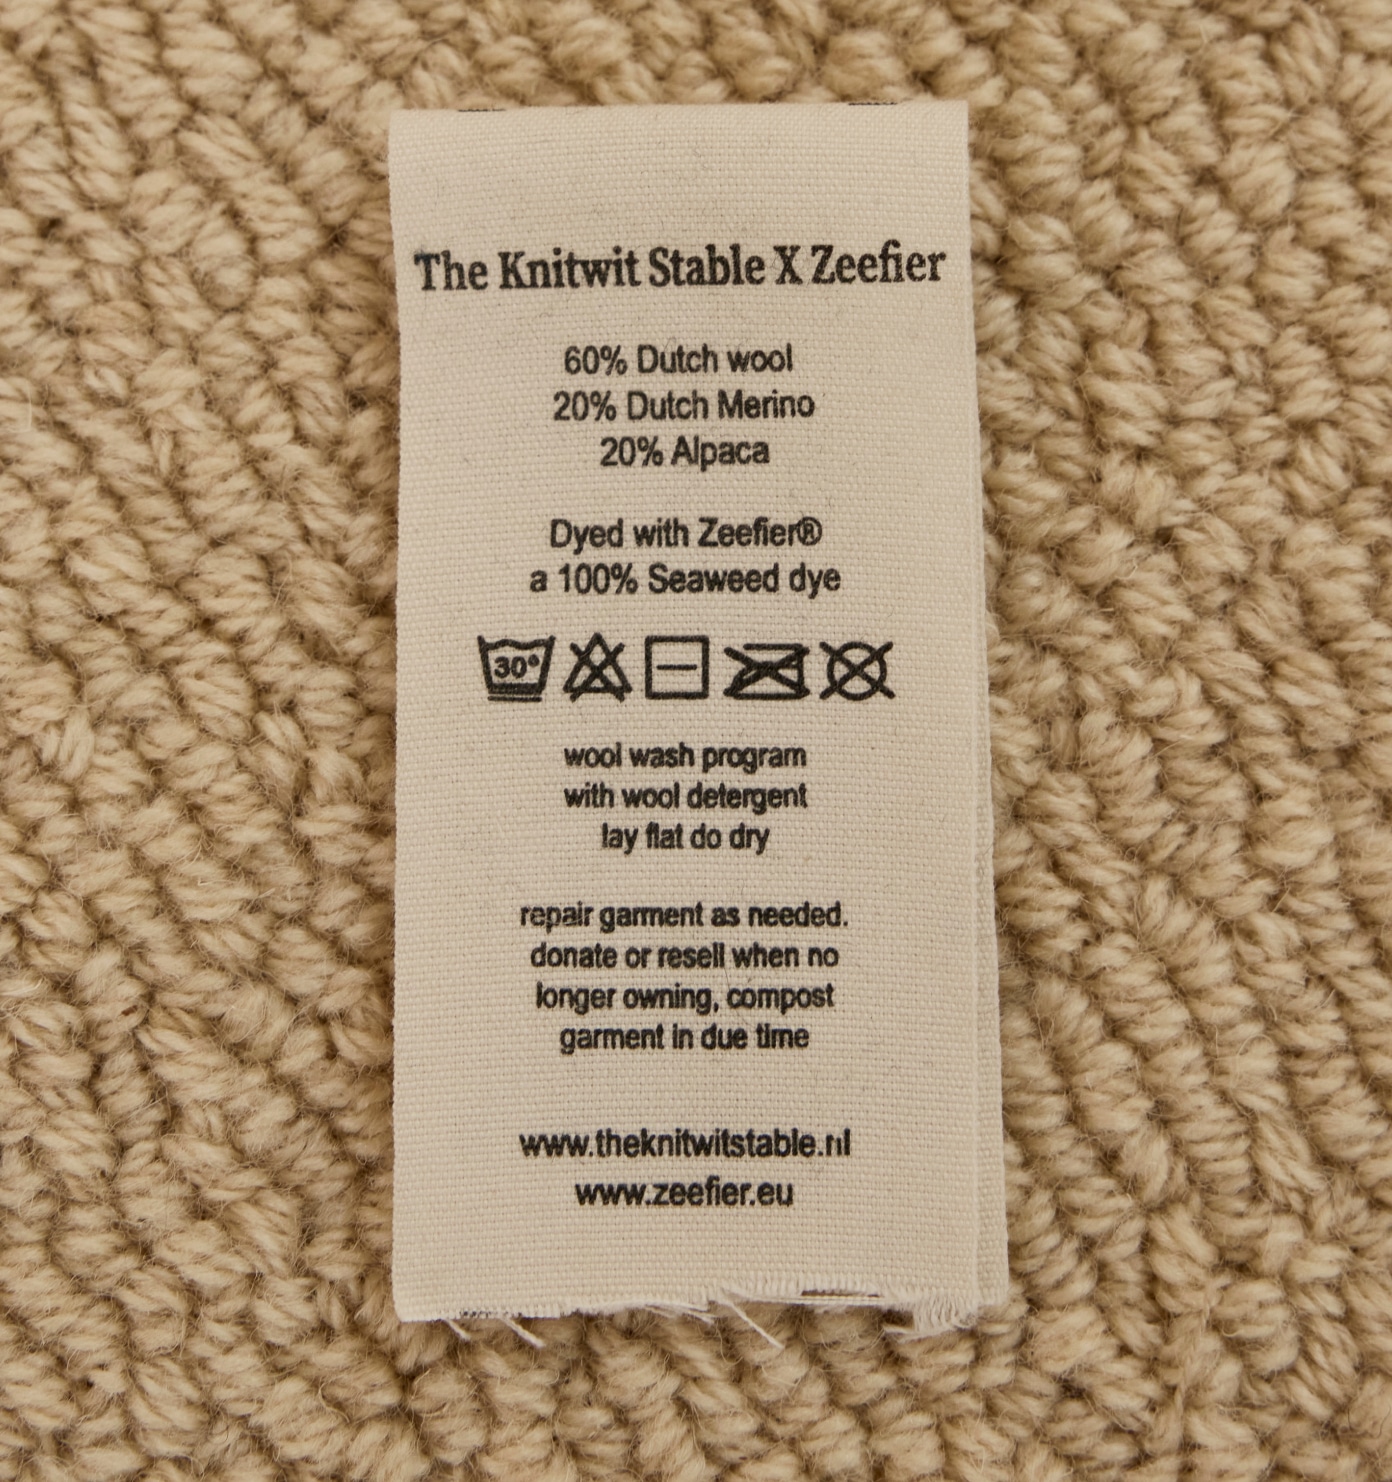 The Knitwit Stable X Zeefier
60% Dutch wool
20% Dutch Merino
20% Alpaca
Dyed with Zeefier®
a 100% Seaweed dye
30°
wool wash program
with wool detergent
lay flat do dry
repair garment as needed.
donate or resell when no
longer owning, compost
garment in due time
www.theknitwitstable.nl
www.zeefier.eu